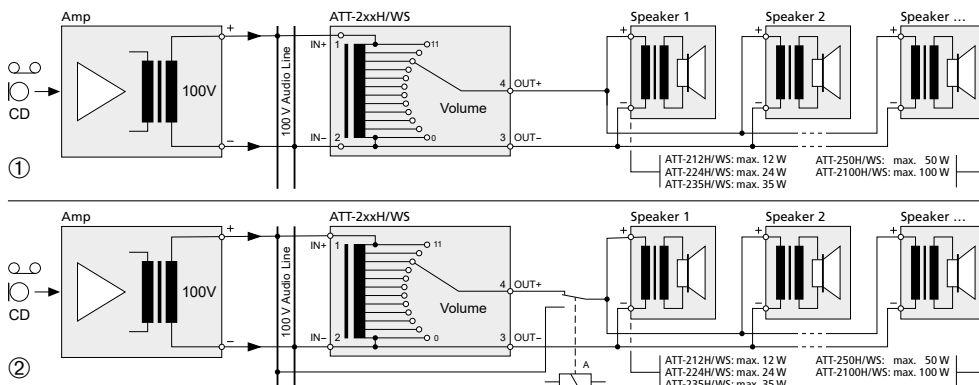 Amp
ATT-2xxH/WS
Speaker 1
Speaker 2
Speaker ...
+
IN+
1
11
+
+
+
100V
100 V Audio Line
4
OUT+
CD
Volume
−
−
−
−
IN−
2
0
3
OUT−
①
ATT-212H/WS: max. 12 W
ATT-250H/WS: max. 50 W
ATT-224H/WS: max. 24 W
ATT-2100H/WS: max. 100 W
ATT-235H/WS: max. 35 W
Amp
ATT-2xxH/WS
Speaker 1
Speaker 2
Speaker ...
+
IN+
1
11
+
+
+
100V
100 V Audio Line
4
OUT+
CD
Volume
−
−
−
−
IN−
2
0
3
OUT−
②
A
ATT-212H/WS: max. 12 W
ATT-250H/WS: max. 50 W
ATT-224H/WS: max. 24 W
ATT-2100H/WS: max. 100 W
ATT-235H/WS: max. 35 W